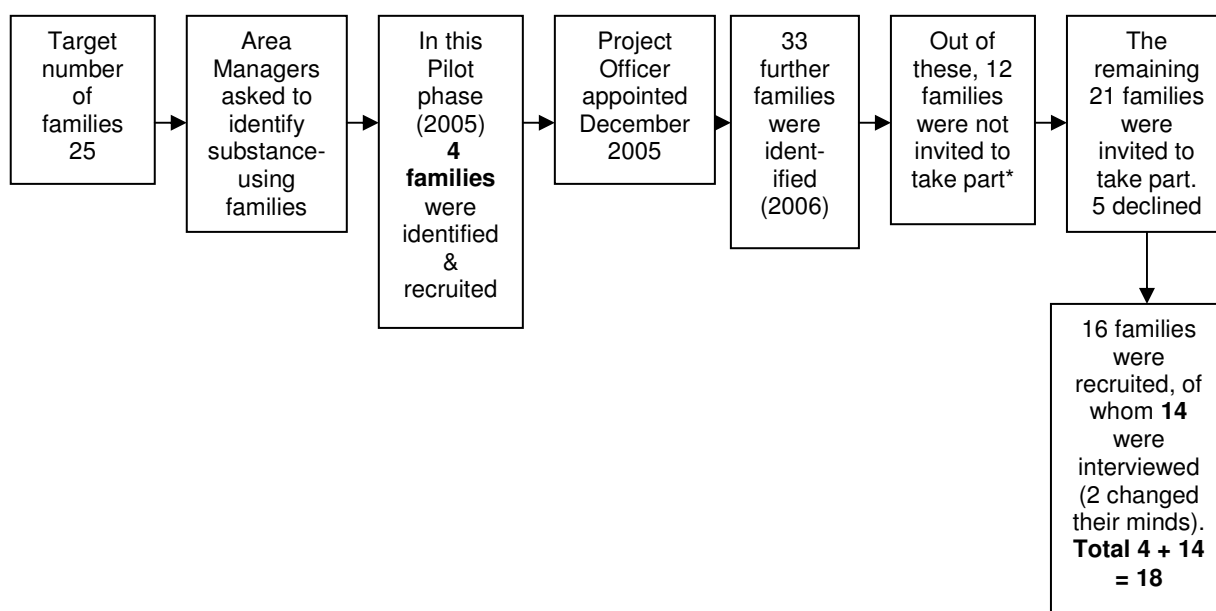 Target
number
of
families
25
Area
Managers
asked to
identify
substance-
using
families
In this
Pilot
phase
(2005)
4
families
were
identified
&
recruited
Project
Officer
appointed
December
2005
33
further
families
were
ident-
ified
(2006)
Out of
these, 12
families
were not
invited to
take part*
The
remaining
21 families
were
invited to
take part.
5 declined
16 families
were
recruited, of
whom 14
were
interviewed
(2 changed
their minds).
Total 4 + 14
= 18